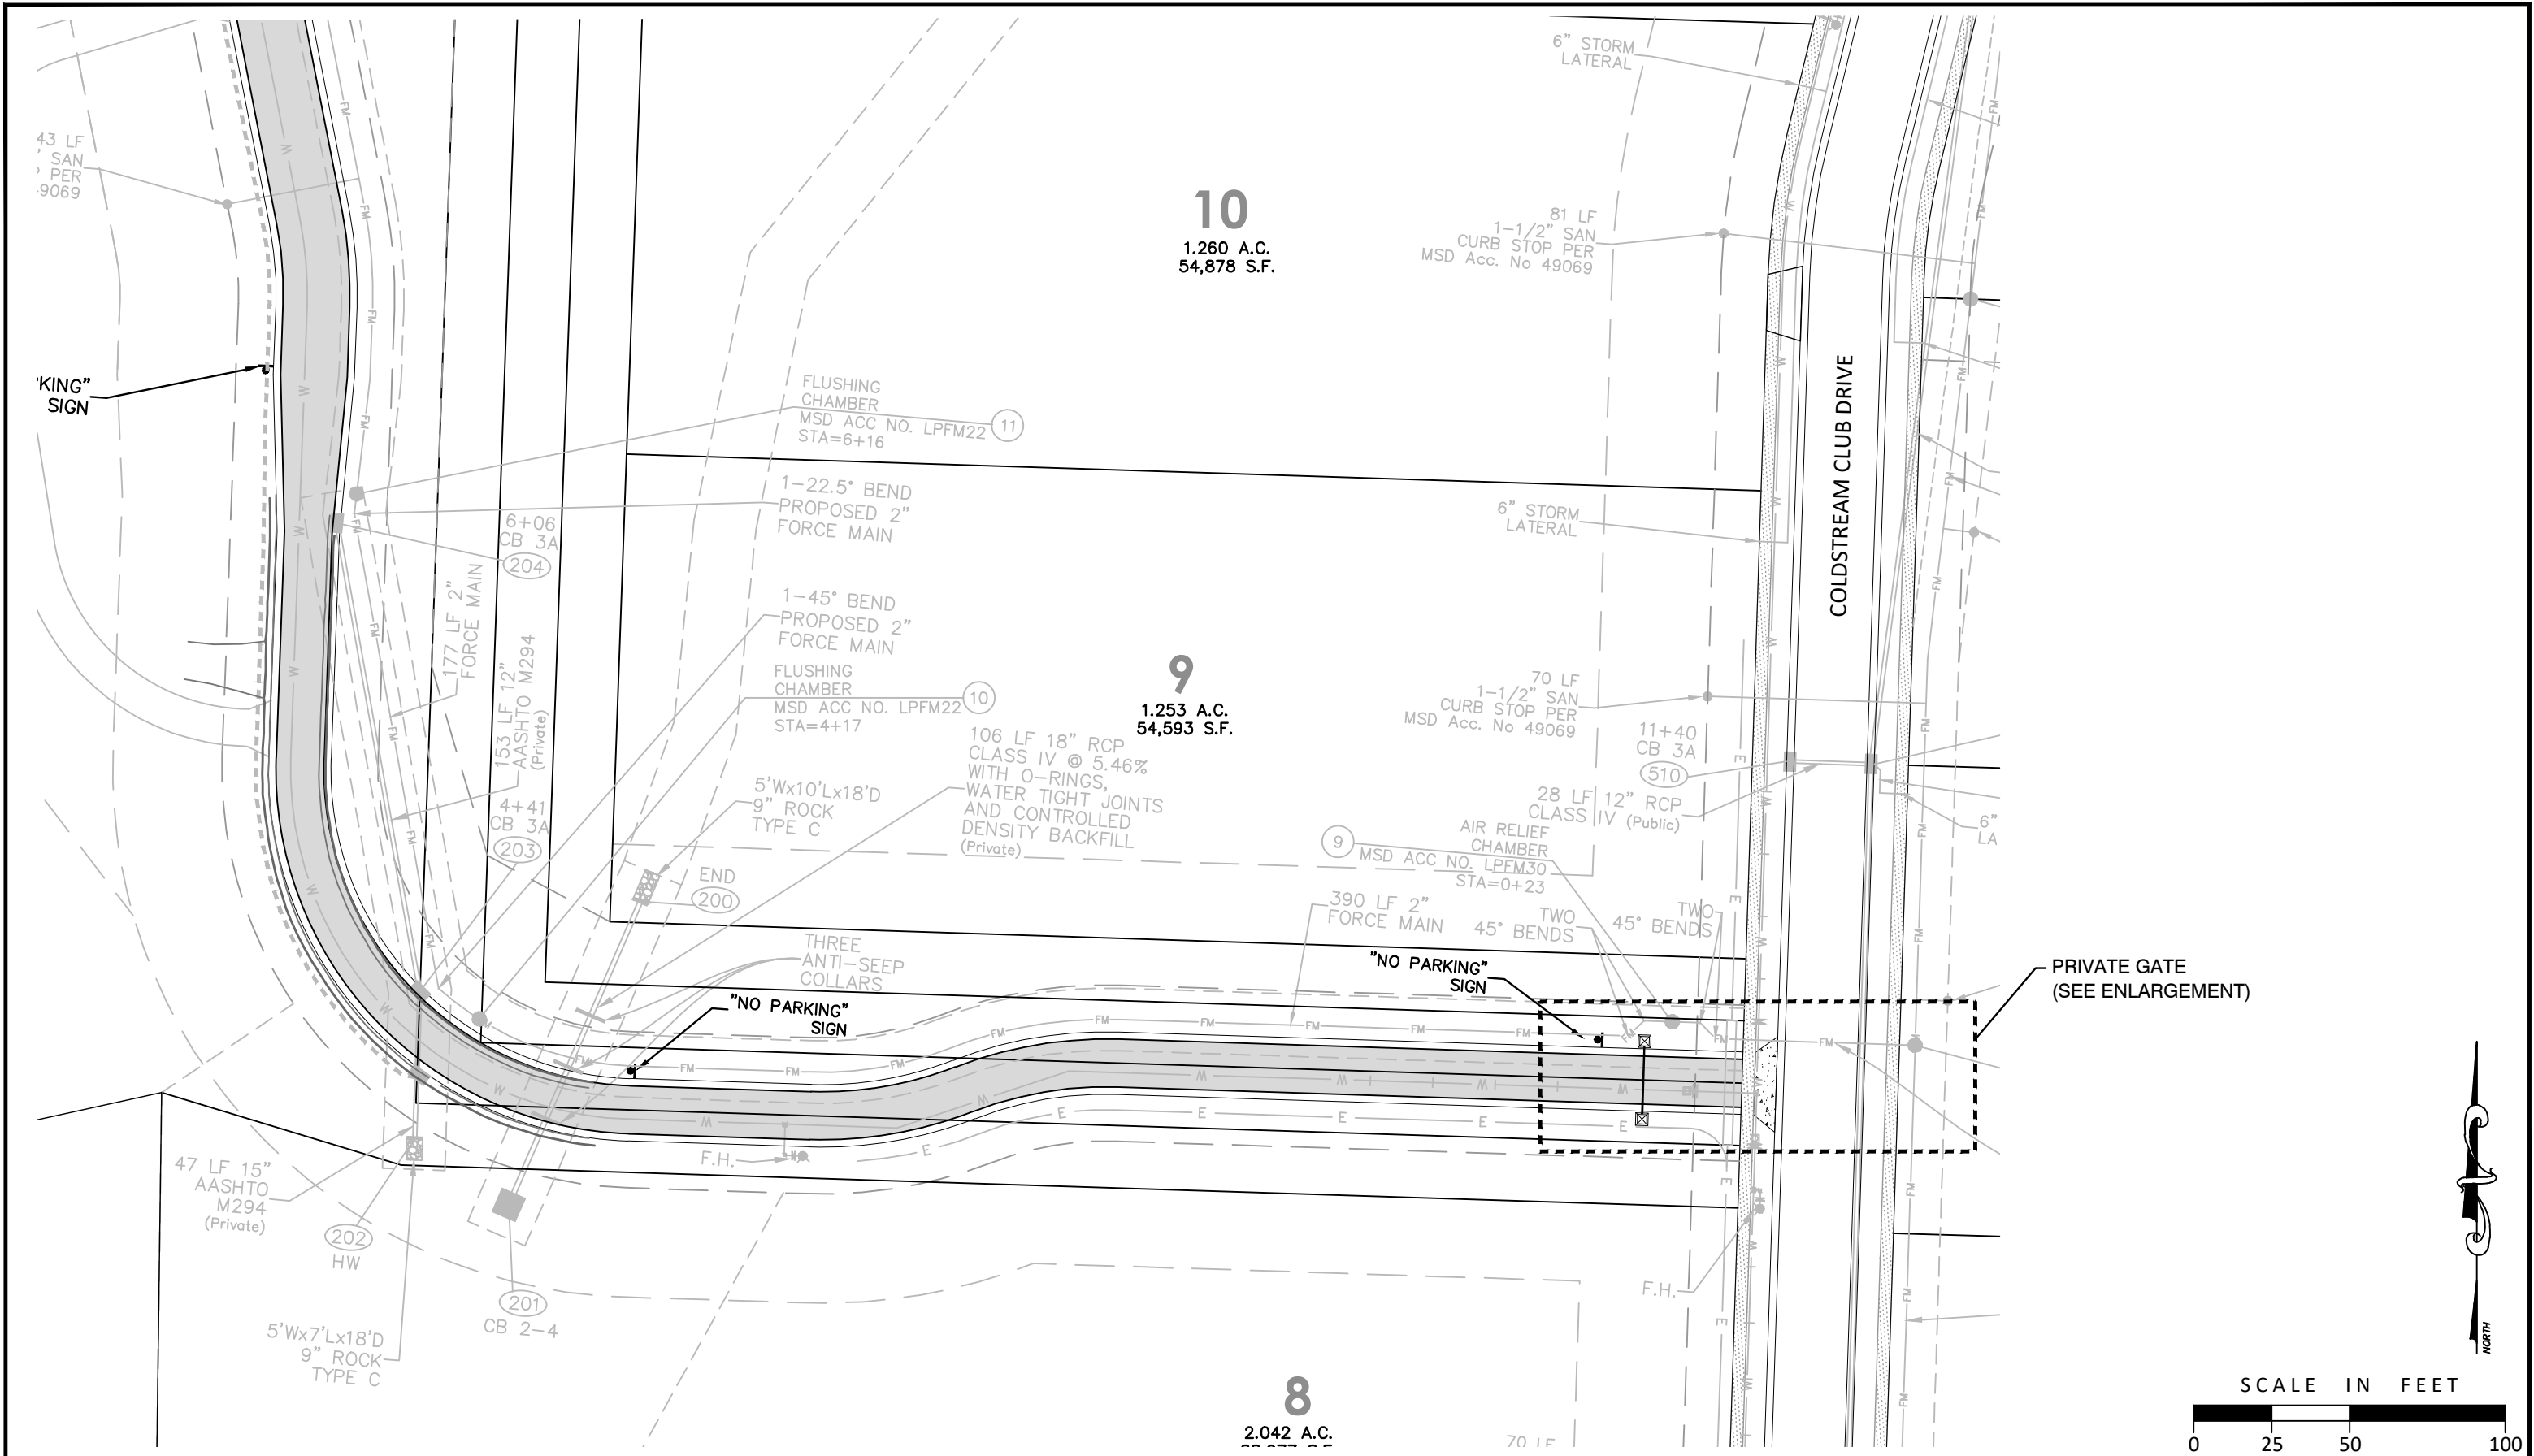 6" STORM
LATERAL
43 LF
" SAN
PER
9069
10
1.260 A.C.
54,878 S.F.
81 LF
1-1/2" SAN
CURB STOP PER
MSD Acc. No 49069
KING"
SIGN
FLUSHING
CHAMBER
MSD ACC NO. LPFM22
STA=6+16
11
COLDSTREAM CLUB DRIVE
1-22.5° BEND
PROPOSED 2"
FORCE MAIN
6+06
CB 3A
204
6" STORM
LATERAL
177 LF 2"
FORCE MAIN
1-45° BEND
PROPOSED 2"
FORCE MAIN
153 LF 12"
AASHTO M294
(Private)
FLUSHING
CHAMBER
MSD ACC NO. LPFM22
STA=4+17
10
9
1.253 A.C.
54,593 S.F.
70 LF
1-1/2" SAN
CURB STOP PER
MSD Acc. No 49069
11+40
CB 3A
510
106 LF 18" RCP
CLASS IV @ 5.46%
WITH O-RINGS,
WATER TIGHT JOINTS
AND CONTROLLED
DENSITY BACKFILL
(Private)
5'Wx10'Lx18'D
9" ROCK
TYPE C
4+41
CB 3A
203
28 LF 12" RCP
CLASS IV (Public)
6"
LA
9
AIR RELIEF
CHAMBER
MSD ACC NO. LPFM30
STA=0+23
END
200
390 LF 2"
FORCE MAIN
TWO
45° BENDS
TWO
45° BENDS
THREE
ANTI-SEEP
COLLARS
"NO PARKING"
SIGN
"NO PARKING"
SIGN
PRIVATE GATE
(SEE ENLARGEMENT)
FM FM FM FM FM FM FM FM FM
W W W W W
E E E E E E
F.H.
47 LF 15"
AASHTO
M294
(Private)
202
HW
201
CB 2-4
5'Wx7'Lx18'D
9" ROCK
TYPE C
F.H.
8
2.042 A.C.
70 LF
NORTH
SCALE IN FEET
0 25 50 100